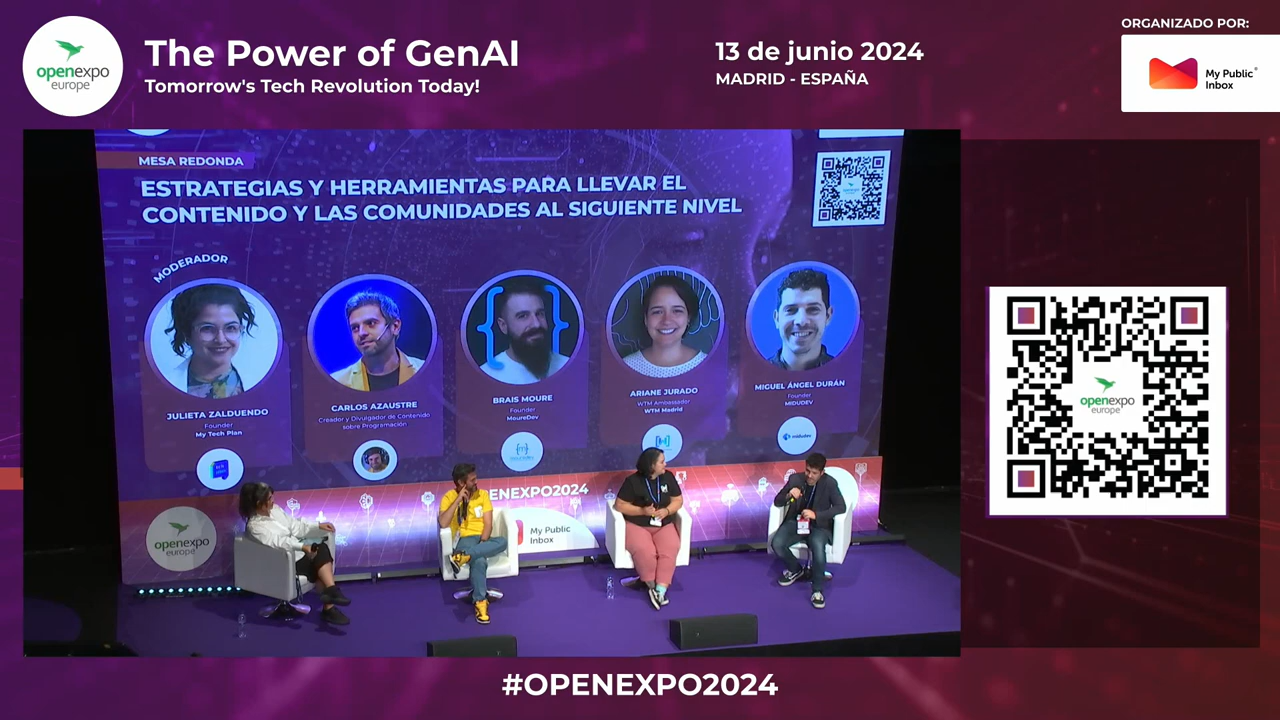 openexpo
europe
The Power of GenAI
Tomorrow's Tech Revolution Today!
13 de junio 2024
MADRID - ESPAÑA
ORGANIZADO POR:
My Public
Inbox
MESA REDONDA
ESTRATEGIAS Y HERRAMIENTAS PARA LLEVAR EL
CONTENIDO Y LAS COMUNIDADES AL SIGUIENTE NIVEL
MODERADOR
JULIETA ZALDUENDO
Founder
My Tech Plan
CARLOS AZAUSTRE
Creador y Divulgador de Contenido
sobre Programación
BRAIS MOURE
Founder
MoureDev
ARIANE JURADO
WTM Ambassador
WTM Madrid
MIGUEL ÁNGEL DURÁN
Founder
MIDUDEV
midudev
ENEXPO2024
openexpo
europe
My Public
Inbox
openexpo
europe
#OPENEXPO2024